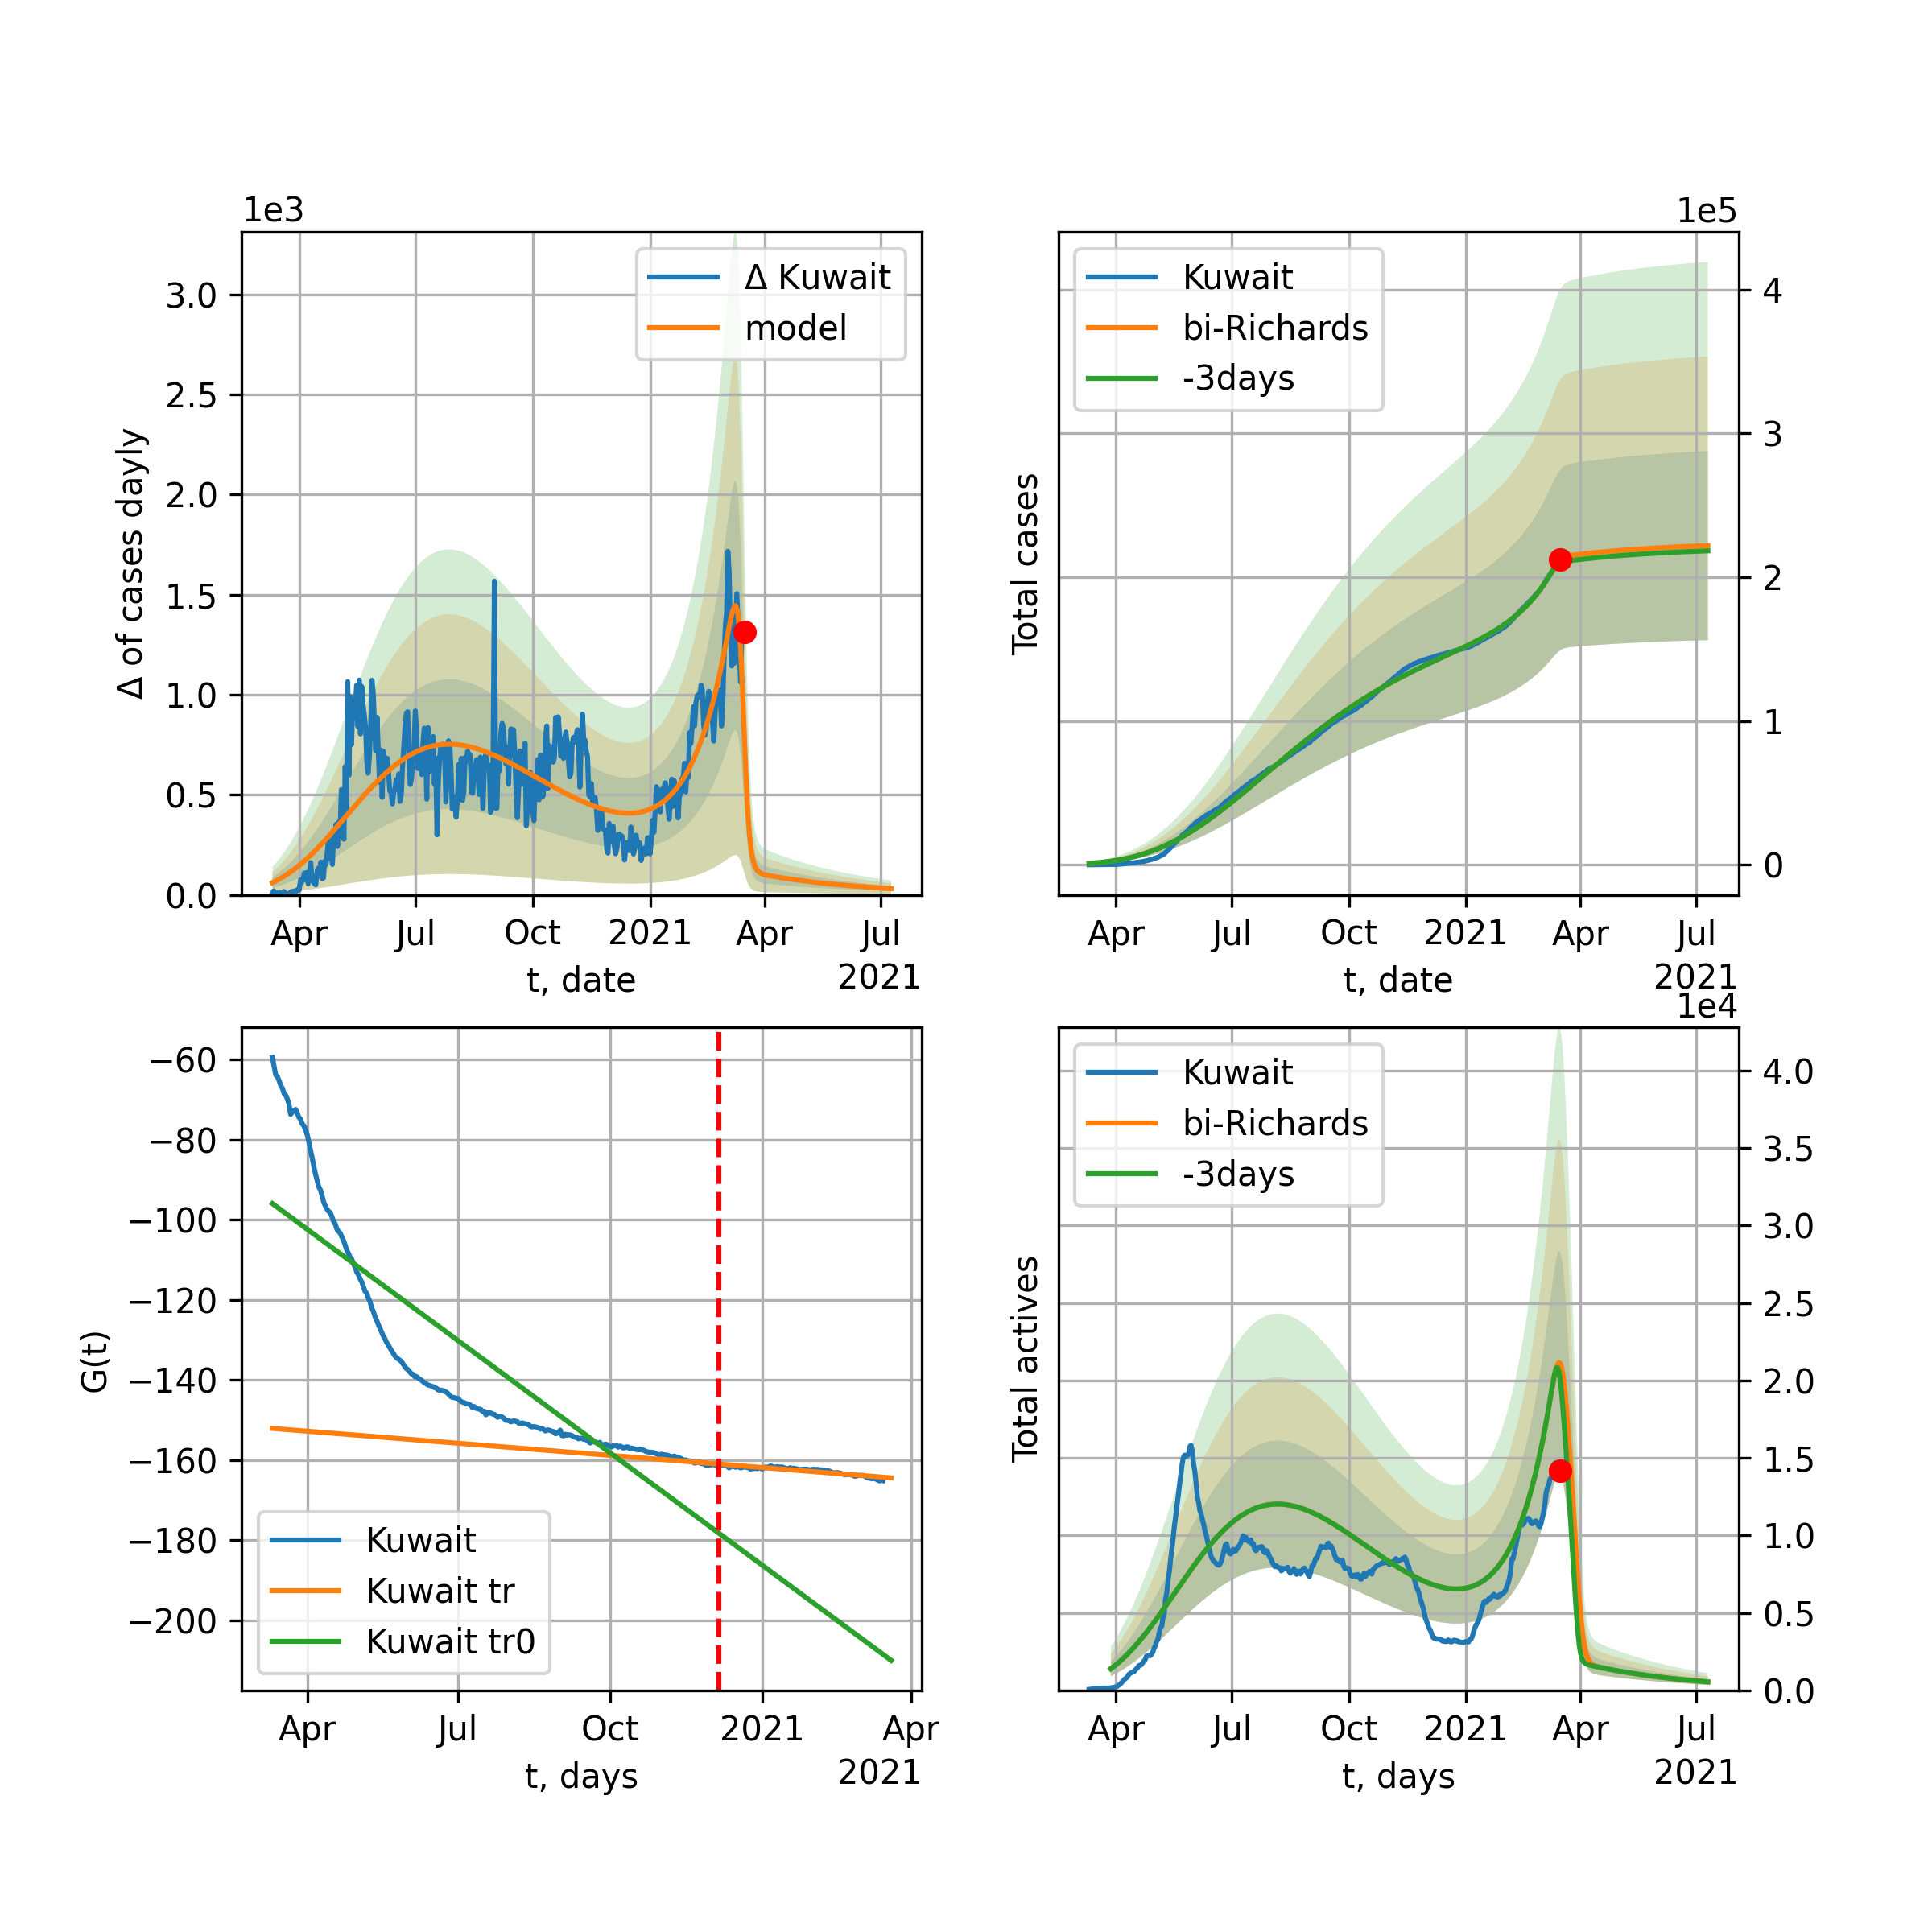 1e3
Δ of cases dayly
3.0
2.5
2.0
1.5
1.0
0.5
0.0
Δ Kuwait
model
Apr Jul Oct 2021 Apr Jul
2021
t, date
1e5
Total cases
Kuwait
bi-Richards
-3days
4
3
2
1
0
Apr Jul Oct 2021 Apr Jul
2021
t, date
G(t)
−60
−80
−100
−120
−140
−160
−180
−200
Kuwait
Kuwait tr
Kuwait tr0
Apr Jul Oct 2021 Apr
2021
t, days
1e4
Total actives
Kuwait
bi-Richards
-3days
4.0
3.5
3.0
2.5
2.0
1.5
1.0
0.5
0.0
Apr Jul Oct 2021 Apr Jul
2021
t, days